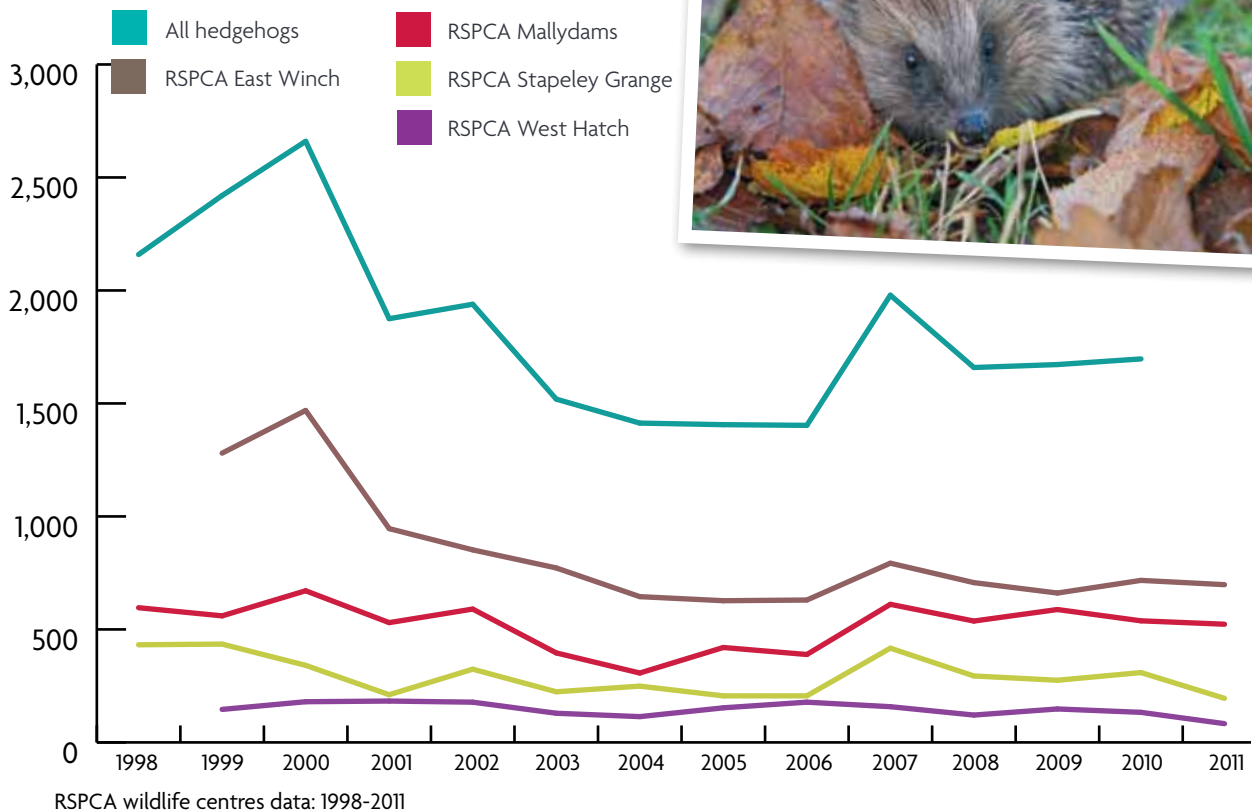 All hedgehogs
RSPCA East Winch
RSPCA Mallydams
RSPCA Stapeley Grange
RSPCA West Hatch
3,000
2,500
2,000
1,500
1,000
500
0
1998 1999 2000 2001 2002 2003 2004 2005 2006 2007 2008 2009 2010 2011
RSPCA wildlife centres data: 1998-2011